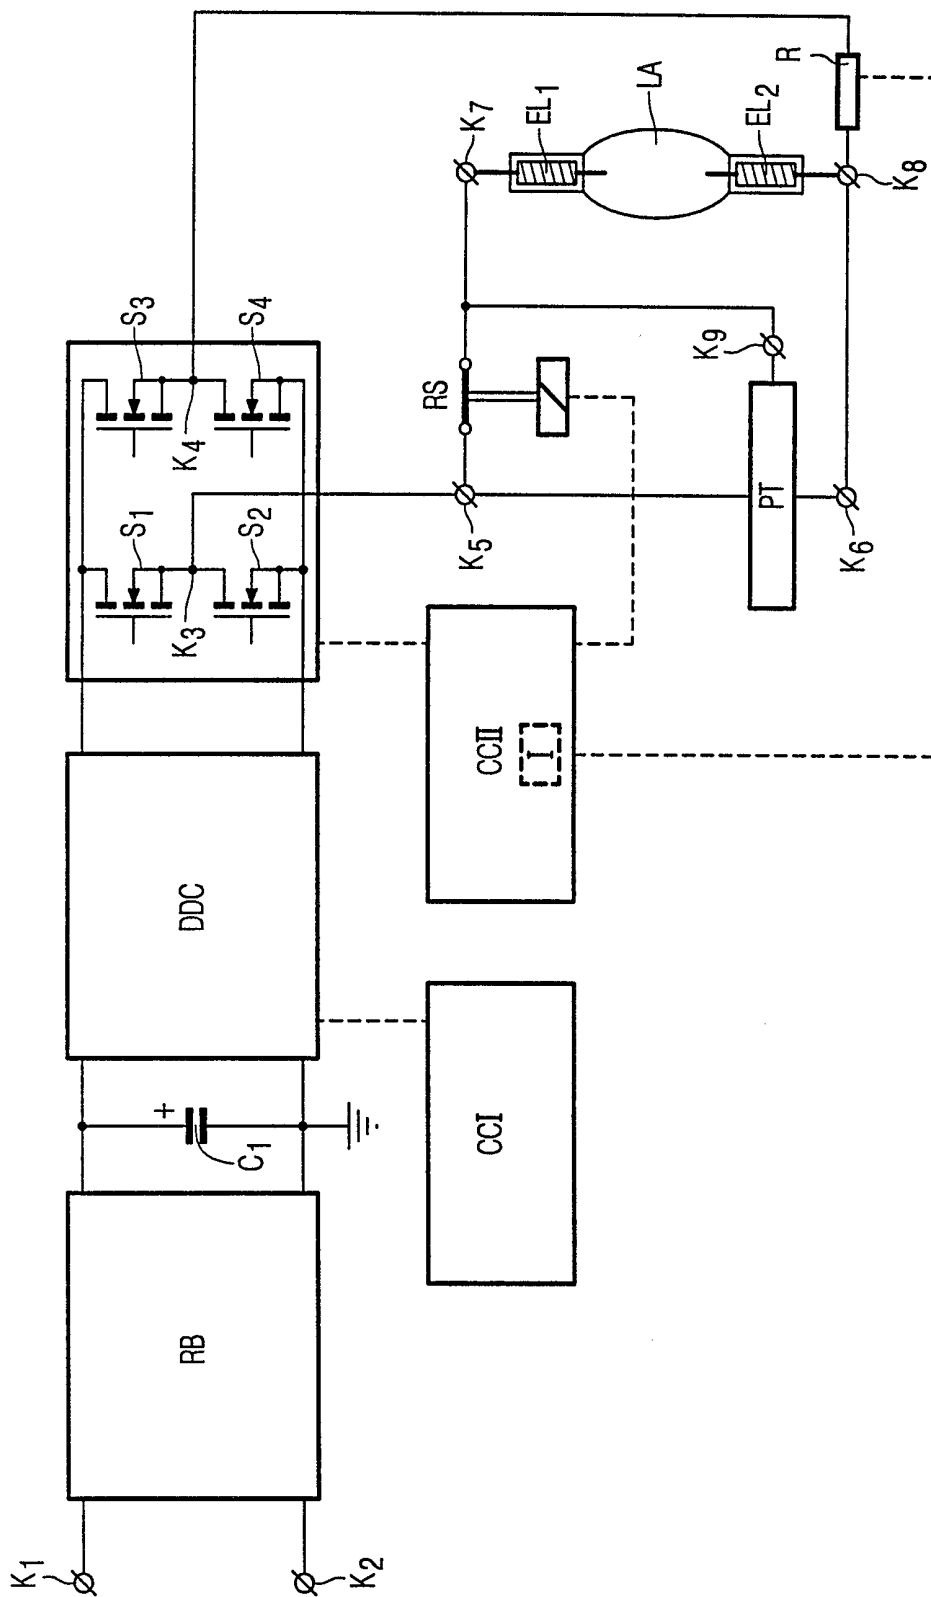 K1
K2
RB
C1
+
DDC
CCI
CCII
I
S1
S2
S3
S4
K3
K4
K5
K6
RS
PT
K9
K7
EL1
LA
EL2
K8
R